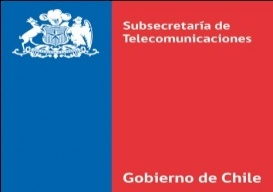 Subsecretaría de
Telecomunicaciones
Gobierno de Chile